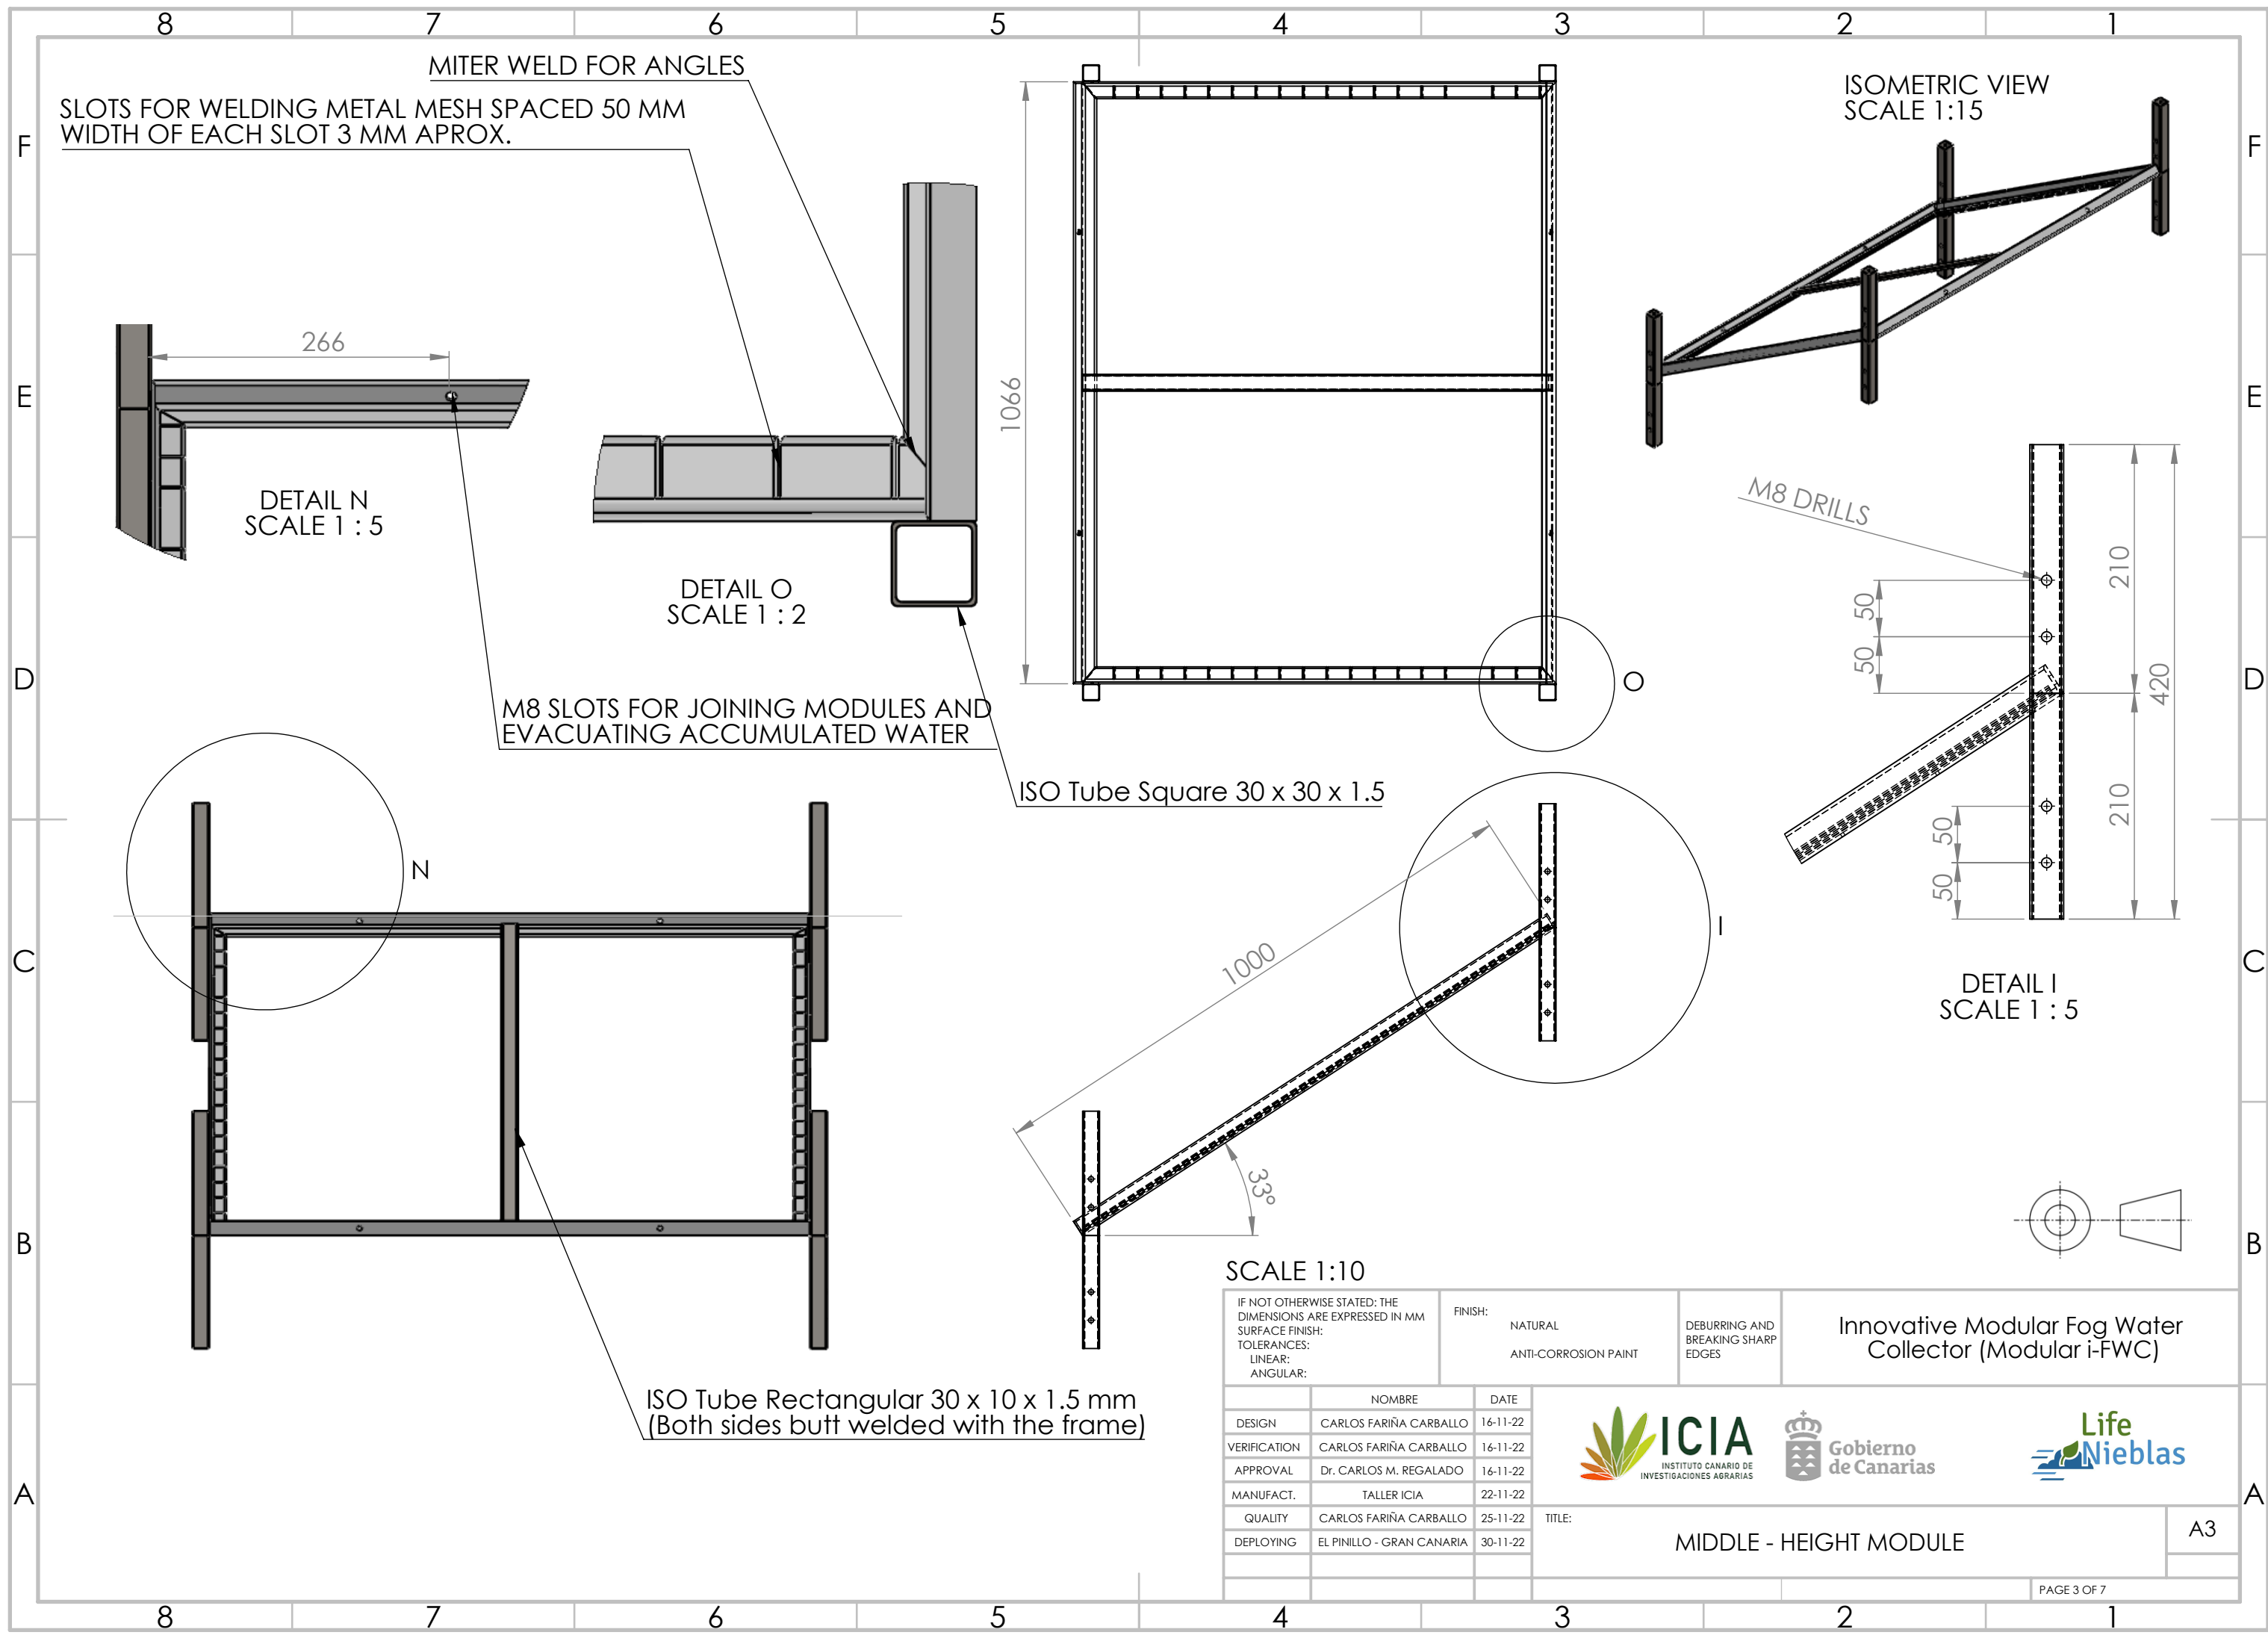 8 7 6 5 4 3 2 1
F
E
D
C
B
A
MITER WELD FOR ANGLES
SLOTS FOR WELDING METAL MESH SPACED 50 MM
WIDTH OF EACH SLOT 3 MM APROX.
266
DETAIL N
SCALE 1 : 5
DETAIL O
SCALE 1 : 2
M8 SLOTS FOR JOINING MODULES AND
EVACUATING ACCUMULATED WATER
ISO Tube Square 30 x 30 x 1.5
1066
O
ISOMETRIC VIEW
SCALE 1:15
M8 DRILLS
50
50
210
420
210
50
50
DETAIL I
SCALE 1 : 5
N
ISO Tube Rectangular 30 x 10 x 1.5 mm
(Both sides butt welded with the frame)
1000
33°
I
SCALE 1:10
IF NOT OTHERWISE STATED: THE
DIMENSIONS ARE EXPRESSED IN MM
SURFACE FINISH:
TOLERANCES:
LINEAR:
ANGULAR:
FINISH:
NATURAL
ANTI-CORROSION PAINT
DEBURRING AND
BREAKING SHARP
EDGES
Innovative Modular Fog Water
Collector (Modular i-FWC)
NOMBRE DATE
DESIGN CARLOS FARIÑA CARBALLO 16-11-22
VERIFICATION CARLOS FARIÑA CARBALLO 16-11-22
APPROVAL Dr. CARLOS M. REGALADO 16-11-22
MANUFACT. TALLER ICIA 22-11-22
QUALITY CARLOS FARIÑA CARBALLO 25-11-22
DEPLOYING EL PINILLO - GRAN CANARIA 30-11-22
ICIA
INSTITUTO CANARIO DE
INVESTIGACIONES AGRARIAS
Gobierno
de Canarias
Life
Nieblas
TITLE:
MIDDLE - HEIGHT MODULE
A3
PAGE 3 OF 7
F
E
D
C
B
A
8 7 6 5 4 3 2 1